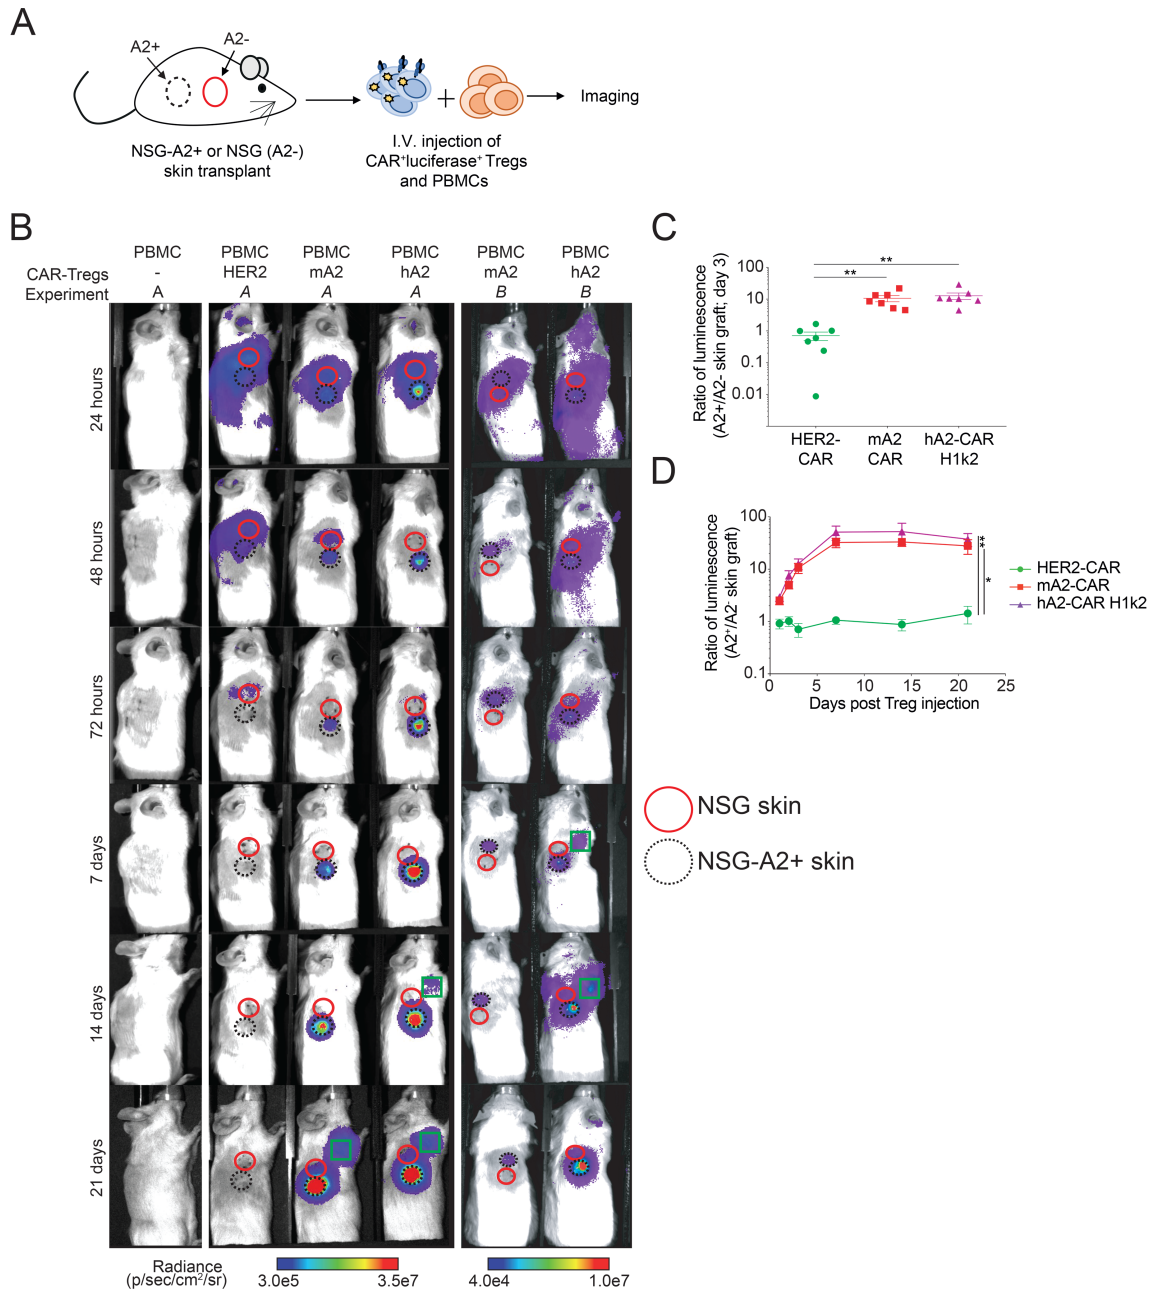 A
A2+
A2-
NSG-A2+ or NSG (A2-)
skin transplant
+
I.V. injection of
CAR⁺luciferase⁺ Tregs
and PBMCs
Imaging
B
PBMC PBMC PBMC PBMC PBMC PBMC
CAR-Tregs - HER2 mA2 hA2 mA2 hA2
Experiment A A A A B B
24 hours
48 hours
72 hours
7 days
14 days
21 days
Radiance
(p/sec/cm²/sr)
3.0e5 3.5e7
4.0e4 1.0e7
C
Ratio of luminescence
(A2+/A2- skin graft; day 3)
100
10
1
0.1
0.01
**
**
HER2-
CAR
mA2
CAR
hA2-CAR
H1k2
D
Ratio of luminescence
(A2⁺/A2⁻ skin graft)
100
10
1
0.1
0 5 10 15 20 25
Days post Treg injection
**
*
HER2-CAR
mA2-CAR
hA2-CAR H1k2
NSG skin
NSG-A2+ skin